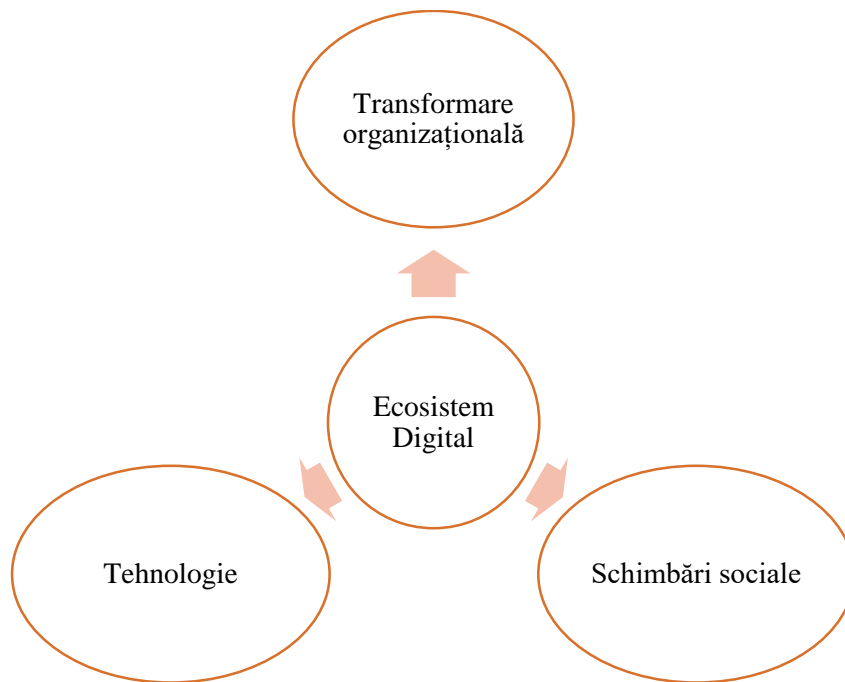 Transformare
organizațională
Ecosistem
Digital
Tehnologie
Schimbări sociale